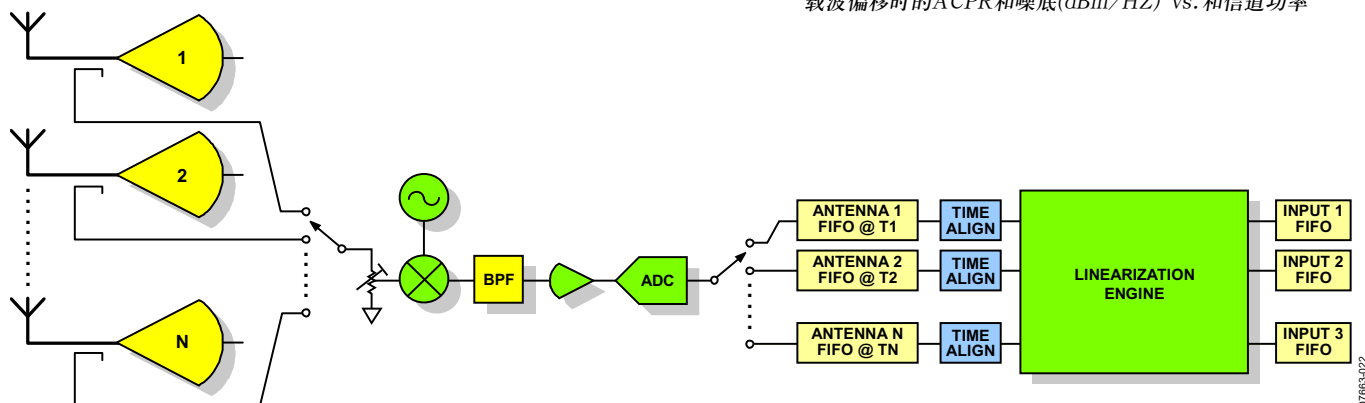 载波偏移时的ACPR和噪底(dBm/HZ) vs.和信道功率
1
2
N
BPF
ADC
ANTENNA 1
FIFO @ T1
TIME
ALIGN
INPUT 1
FIFO
ANTENNA 2
FIFO @ T2
TIME
ALIGN
LINEARIZATION
ENGINE
INPUT 2
FIFO
ANTENNA N
FIFO @ TN
TIME
ALIGN
INPUT 3
FIFO
07663-022